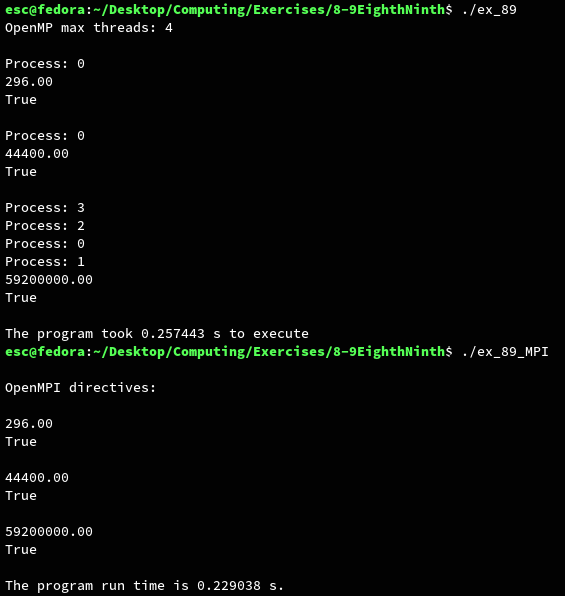 esc@fedora:~/Desktop/Computing/Exercises/8-9EighthNinth$ ./ex_89
OpenMP max threads: 4
Process: 0
296.00
True
Process: 0
44400.00
True
Process: 3
Process: 2
Process: 0
Process: 1
59200000.00
True
The program took 0.257443 s to execute
esc@fedora:~/Desktop/Computing/Exercises/8-9EighthNinth$ ./ex_89_MPI
OpenMPI directives:
296.00
True
44400.00
True
59200000.00
True
The program run time is 0.229038 s.